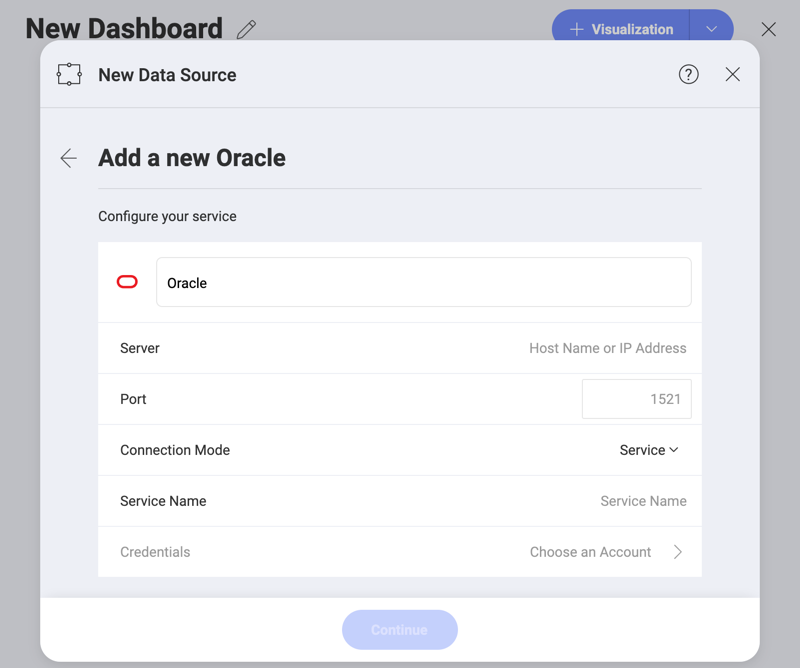 New Dashboard
Visualization
New Data Source
?
Add a new Oracle
Configure your service
Oracle
Server Host Name or IP Address
Port 1521
Connection Mode Service
Service Name Service Name
Credentials Choose an Account
Continue